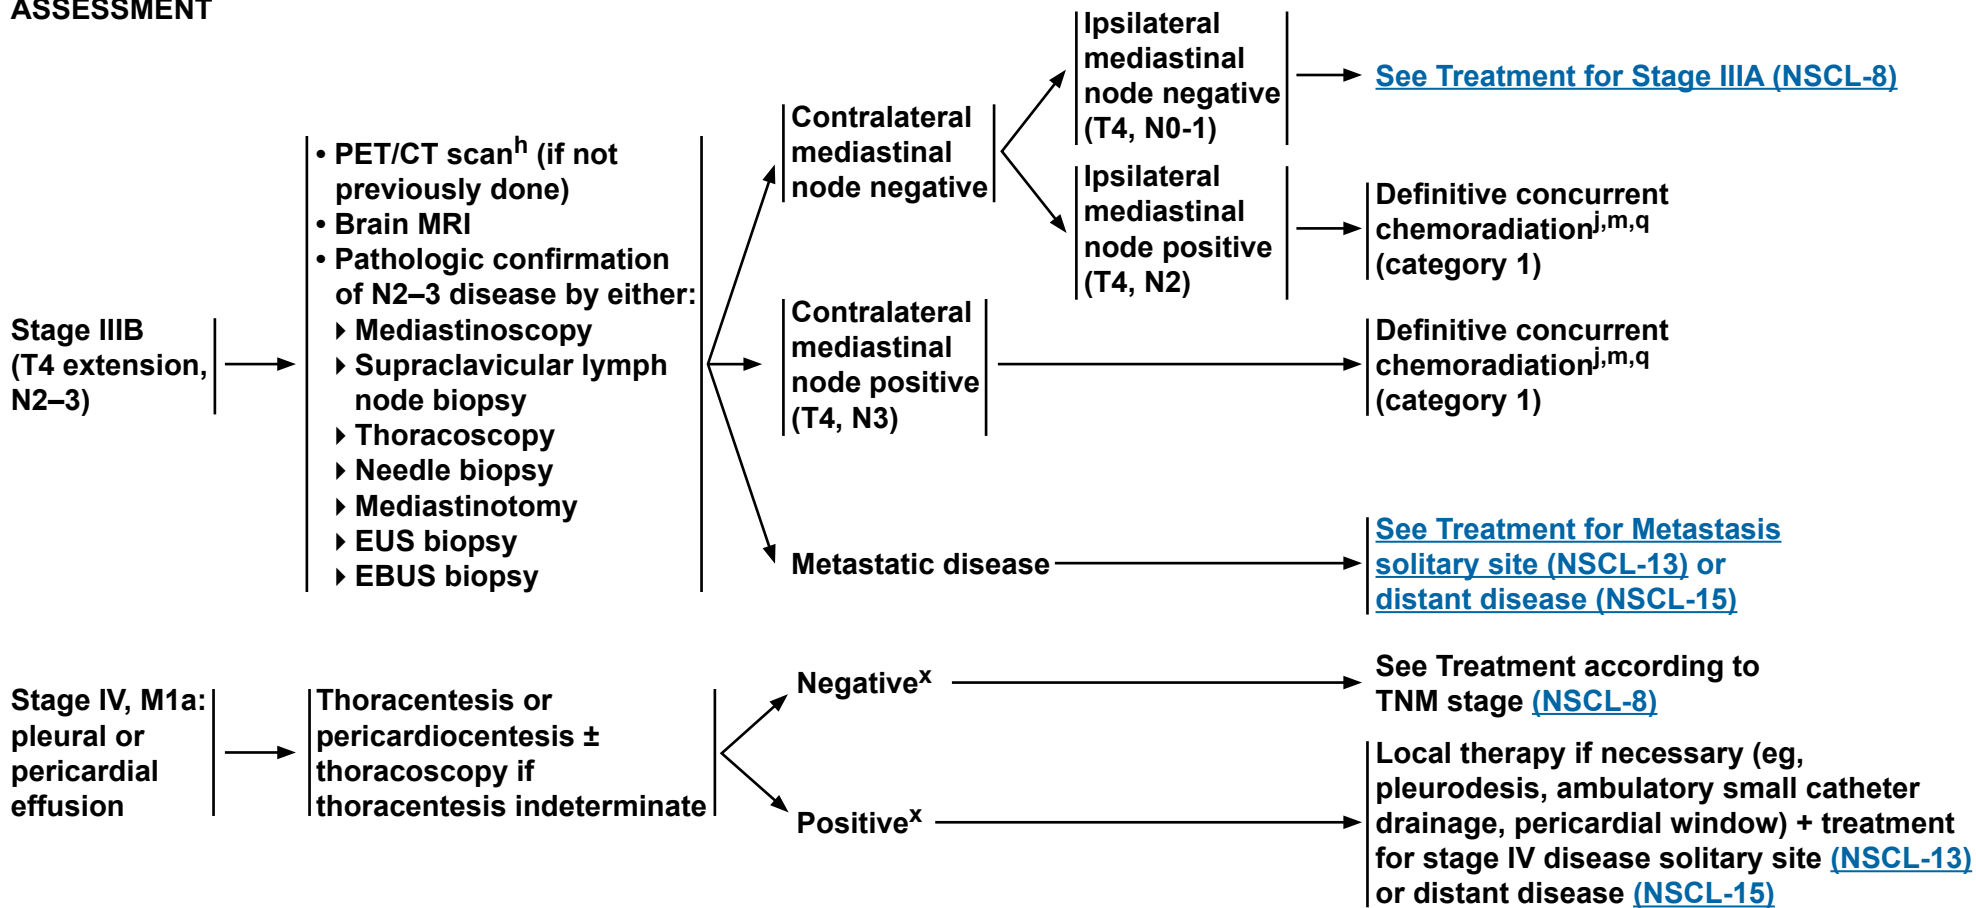 ASSESSMENT
Stage IIIB
(T4 extension,
N2–3)
• PET/CT scanʰ (if not
previously done)
• Brain MRI
• Pathologic confirmation
of N2–3 disease by either:
Mediastinoscopy
Supraclavicular lymph
node biopsy
Thoracoscopy
Needle biopsy
Mediastinotomy
EUS biopsy
EBUS biopsy
Contralateral
mediastinal
node negative
Ipsilateral
mediastinal
node negative
(T4, N0-1)
See Treatment for Stage IIIA (NSCL-8)
Ipsilateral
mediastinal
node positive
(T4, N2)
Definitive concurrent
chemoradiation j,m,q
(category 1)
Contralateral
mediastinal
node positive
(T4, N3)
Definitive concurrent
chemoradiation j,m,q
(category 1)
Metastatic disease
See Treatment for Metastasis
solitary site (NSCL-13) or
distant disease (NSCL-15)
Stage IV, M1a:
pleural or
pericardial
effusion
Thoracentesis or
pericardiocentesis ±
thoracoscopy if
thoracentesis indeterminate
Negativeˣ
See Treatment according to
TNM stage (NSCL-8)
Positiveˣ
Local therapy if necessary (eg,
pleurodesis, ambulatory small catheter
drainage, pericardial window) + treatment
for stage IV disease solitary site (NSCL-13)
or distant disease (NSCL-15)